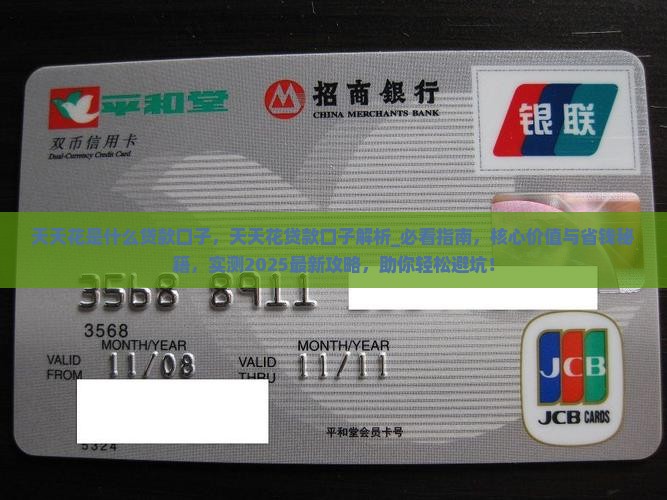 平和堂
招商银行
CHINA MERCHANTS BANK
银联
双币信用卡
Dual-Currency Credit Card
天天花是什么贷款口子，天天花贷款口子解析_必看指南，核心价值与省钱秘
籍，实测2025最新攻略，助你轻松避坑！
3568 8911
3568
MONTH/YEAR MONTH/YEAR
VALID FROM 11/08 VALID THRU 11/11
JCB
JCB CARDS
平和堂会员卡号
5324